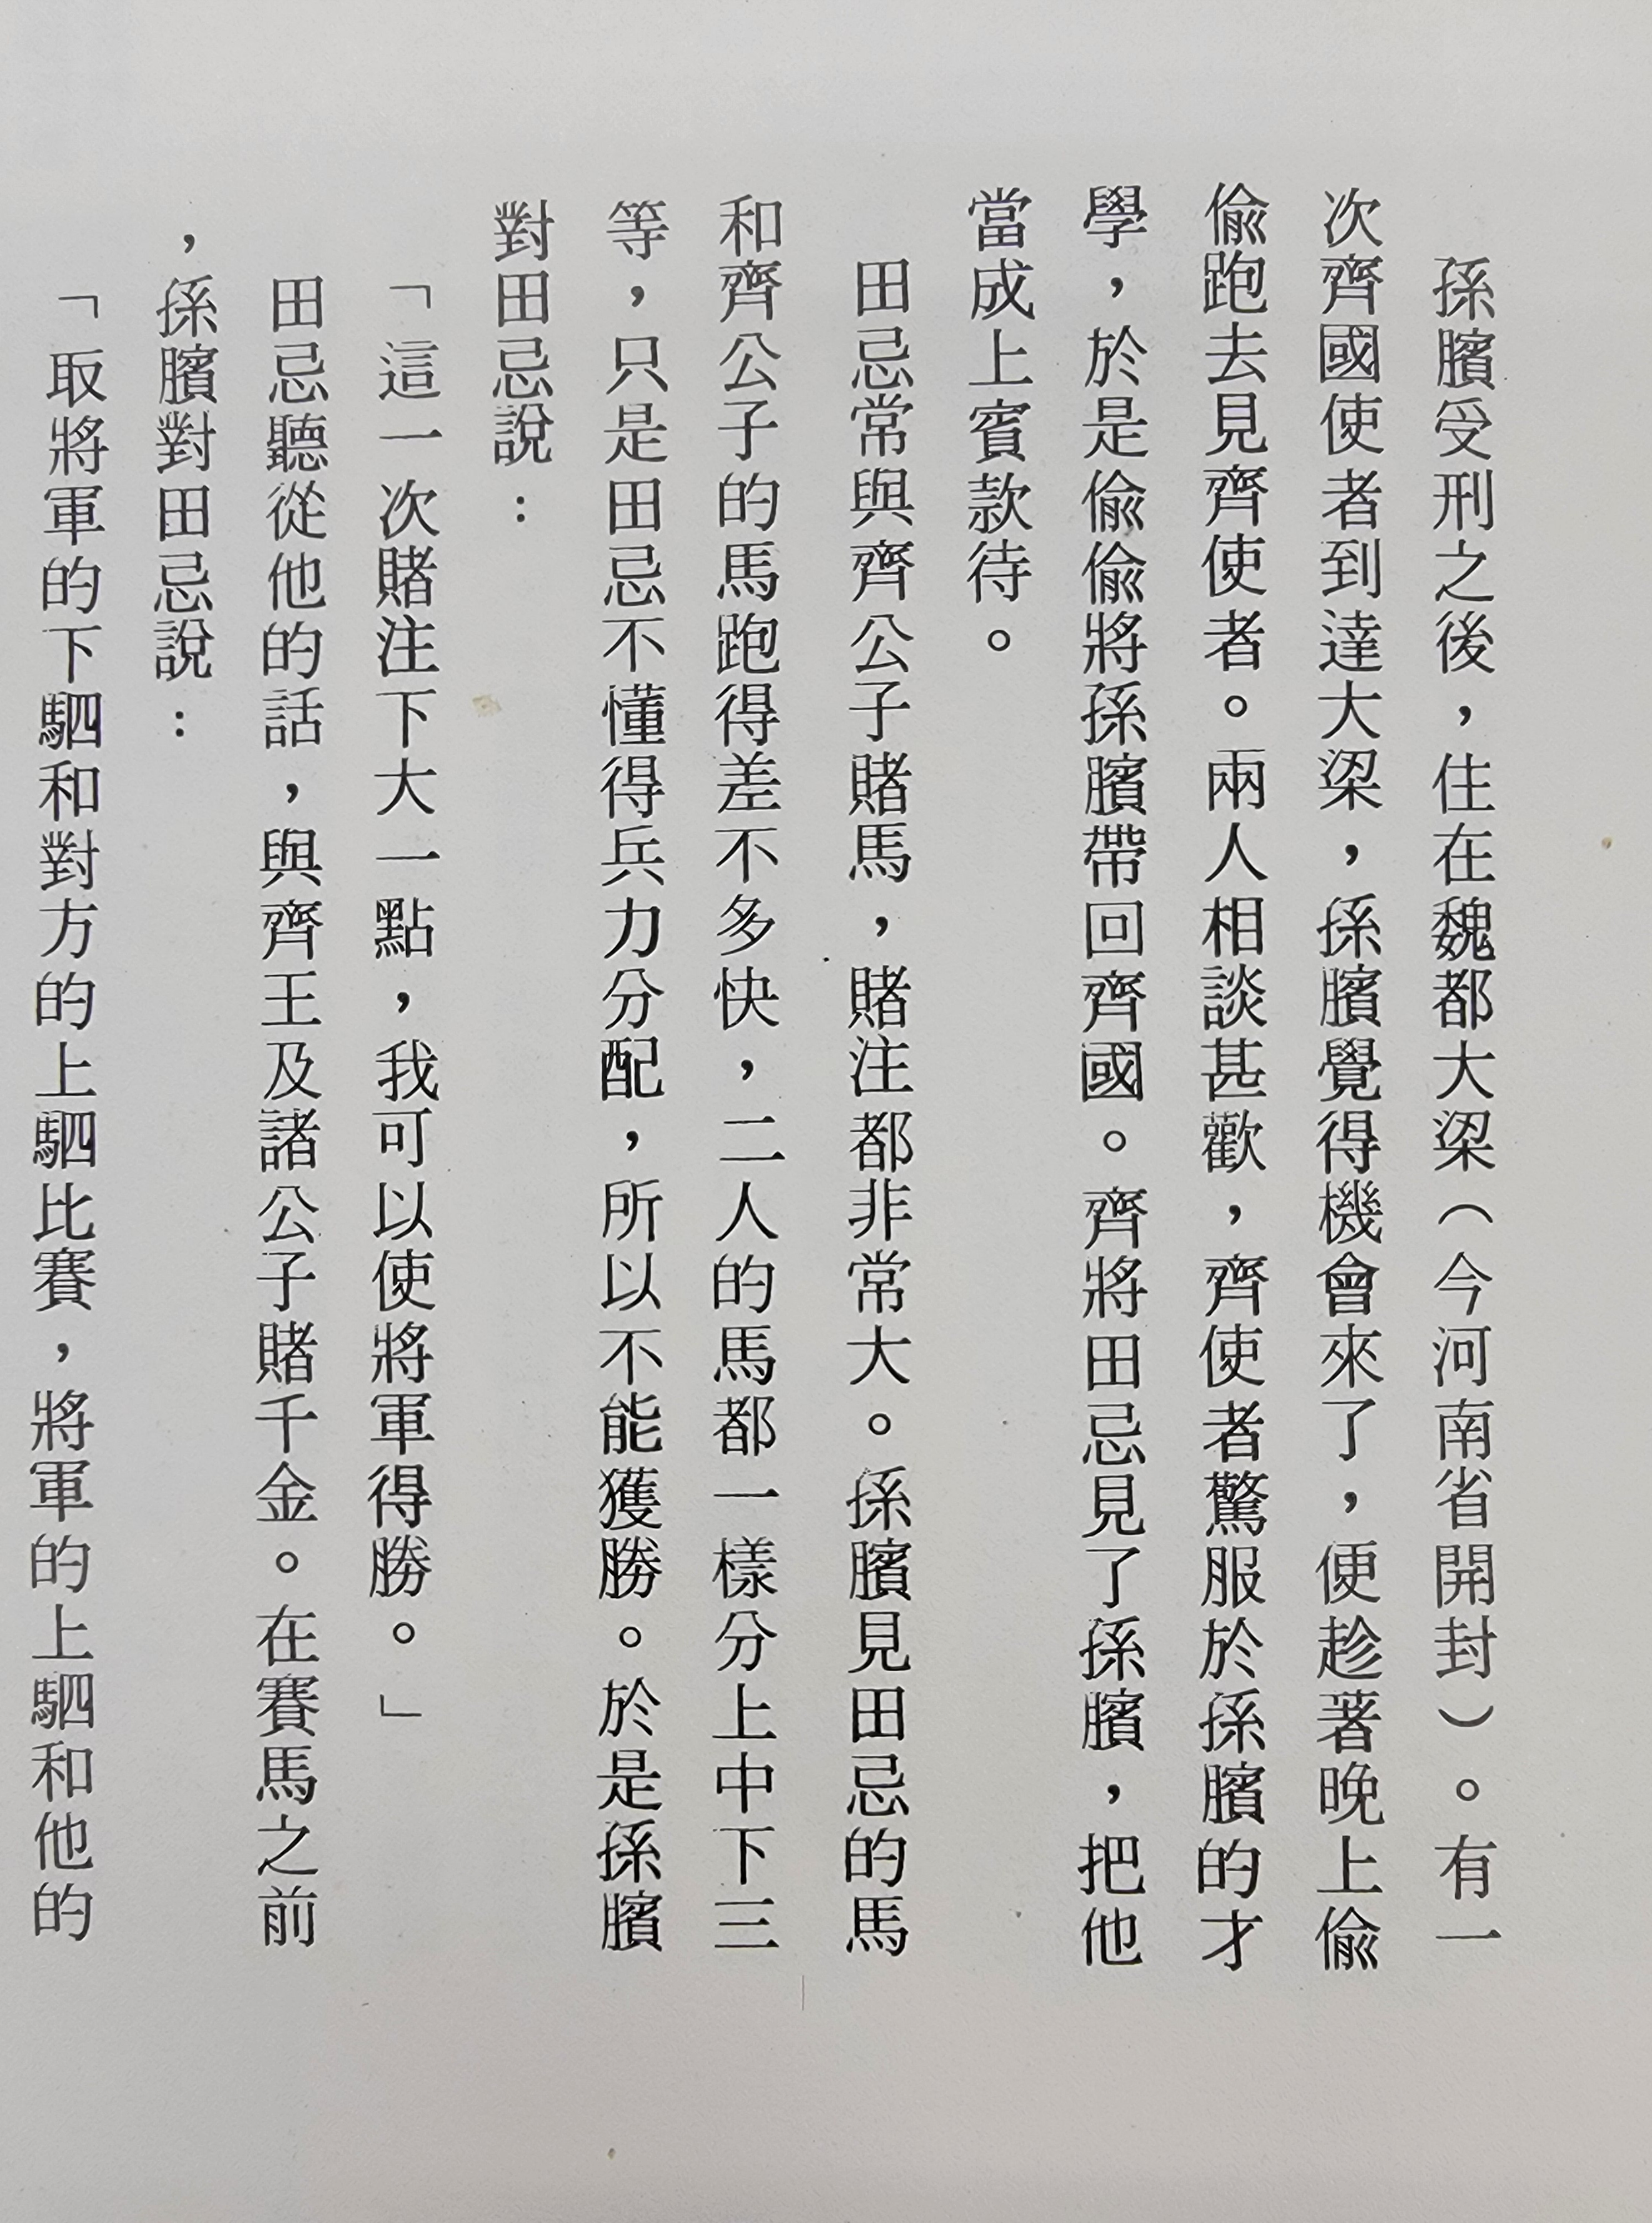 孫臏受刑之後，住在魏都大梁（今河南省開封）。有一
次齊國使者到達大梁，孫臏覺得機會來了，便趁著晚上偷
偷跑去見齊使者。兩人相談甚歡，齊使者驚服於孫臏的才
學，於是偷偷將孫臏帶回齊國。齊將田忌見了孫臏，把他
當成上賓款待。
田忌常與齊公子賭馬，賭注都非常大。孫臏見田忌的馬
和齊公子的馬跑得差不多快，二人的馬都一樣分上中下三
等，只是田忌不懂得兵力分配，所以不能獲勝。於是孫臏
對田忌說：
「這一次賭注下大一點，我可以使將軍得勝。」
田忌聽從他的話，與齊王及諸公子賭千金。在賽馬之前
，孫臏對田忌說：
「取將軍的下駟和對方的上駟比賽，將軍的上駟和他的